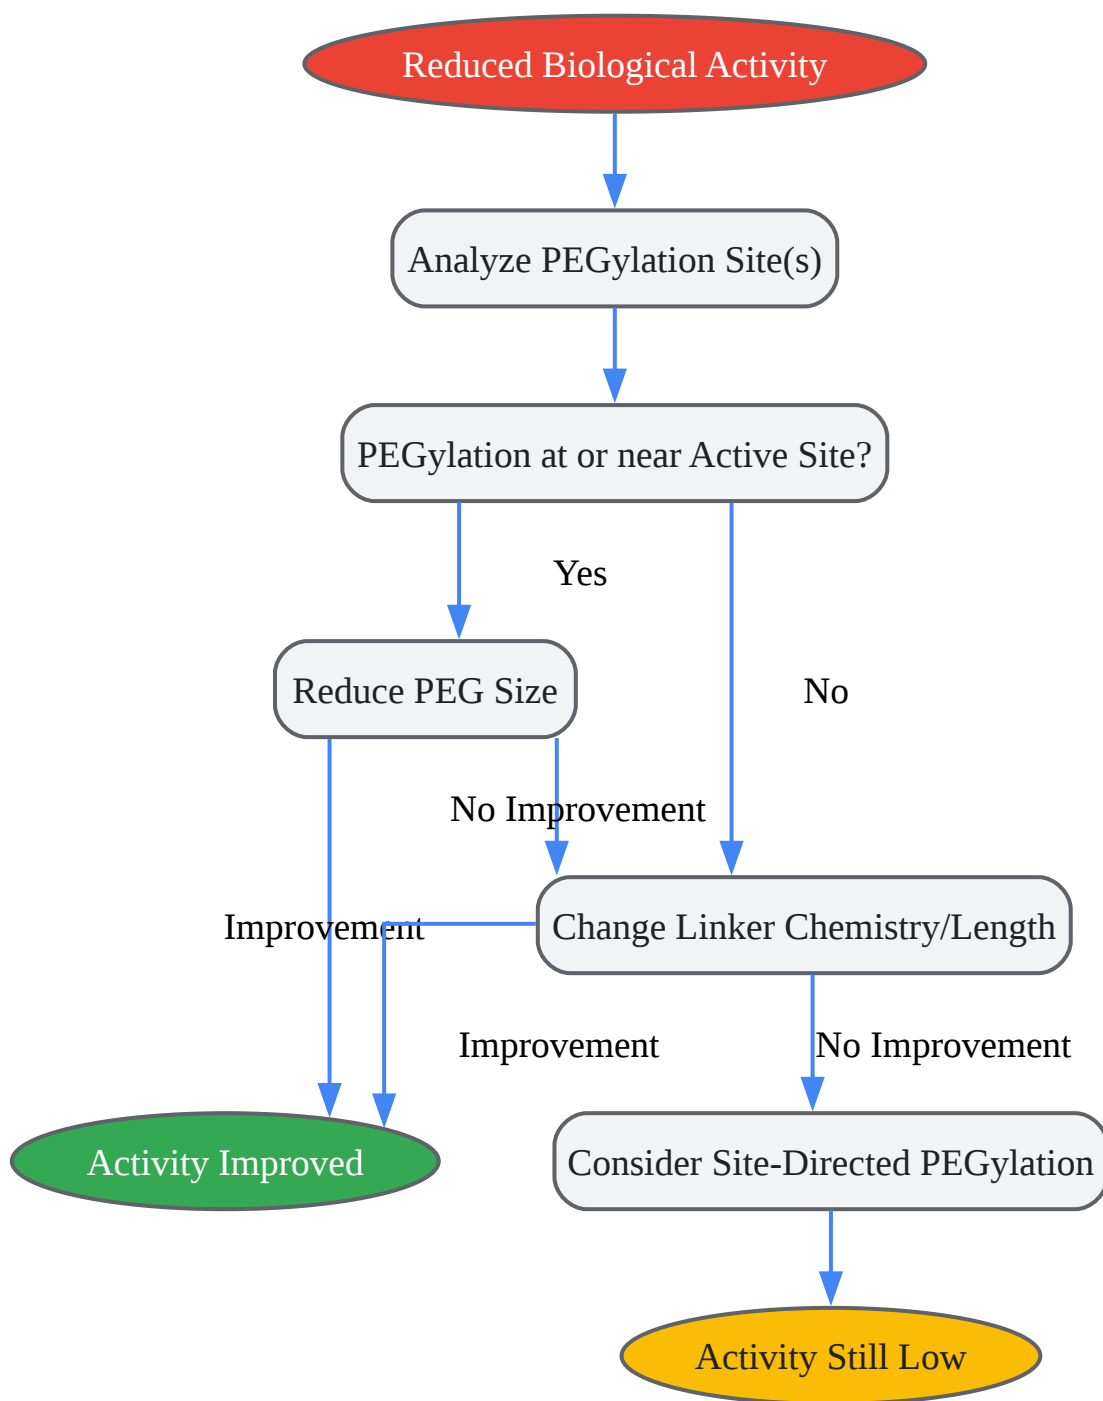 Reduced Biological Activity
Analyze PEGylation Site(s)
PEGylation at or near Active Site?
Yes
Reduce PEG Size
No
No Improvement
Improvement
Change Linker Chemistry/Length
Improvement
No Improvement
Activity Improved
Consider Site-Directed PEGylation
Activity Still Low